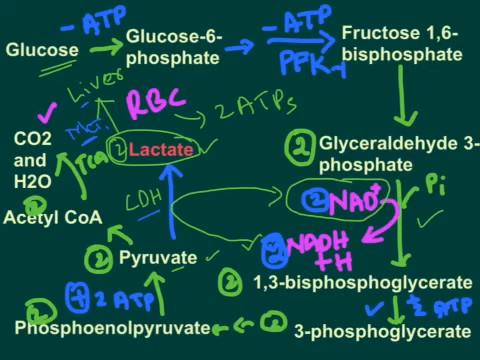 -ATP
-ATP
Glucose
Glucose-6-
phosphate
Fructose 1,6-
bisphosphate
PFK-1
Liver
RBC
2 ATPs
CO2
and
H2O
TCA
2 Lactate
2 Glyceraldehyde 3-
phosphate
LDH
2 NAD+
Pi
2 Acetyl CoA
2 NADH
+H
2 Pyruvate
2 1,3-bisphosphoglycerate
+ 2 ATP
+2 ATP
2 Phosphoenolpyruvate
2 3-phosphoglycerate